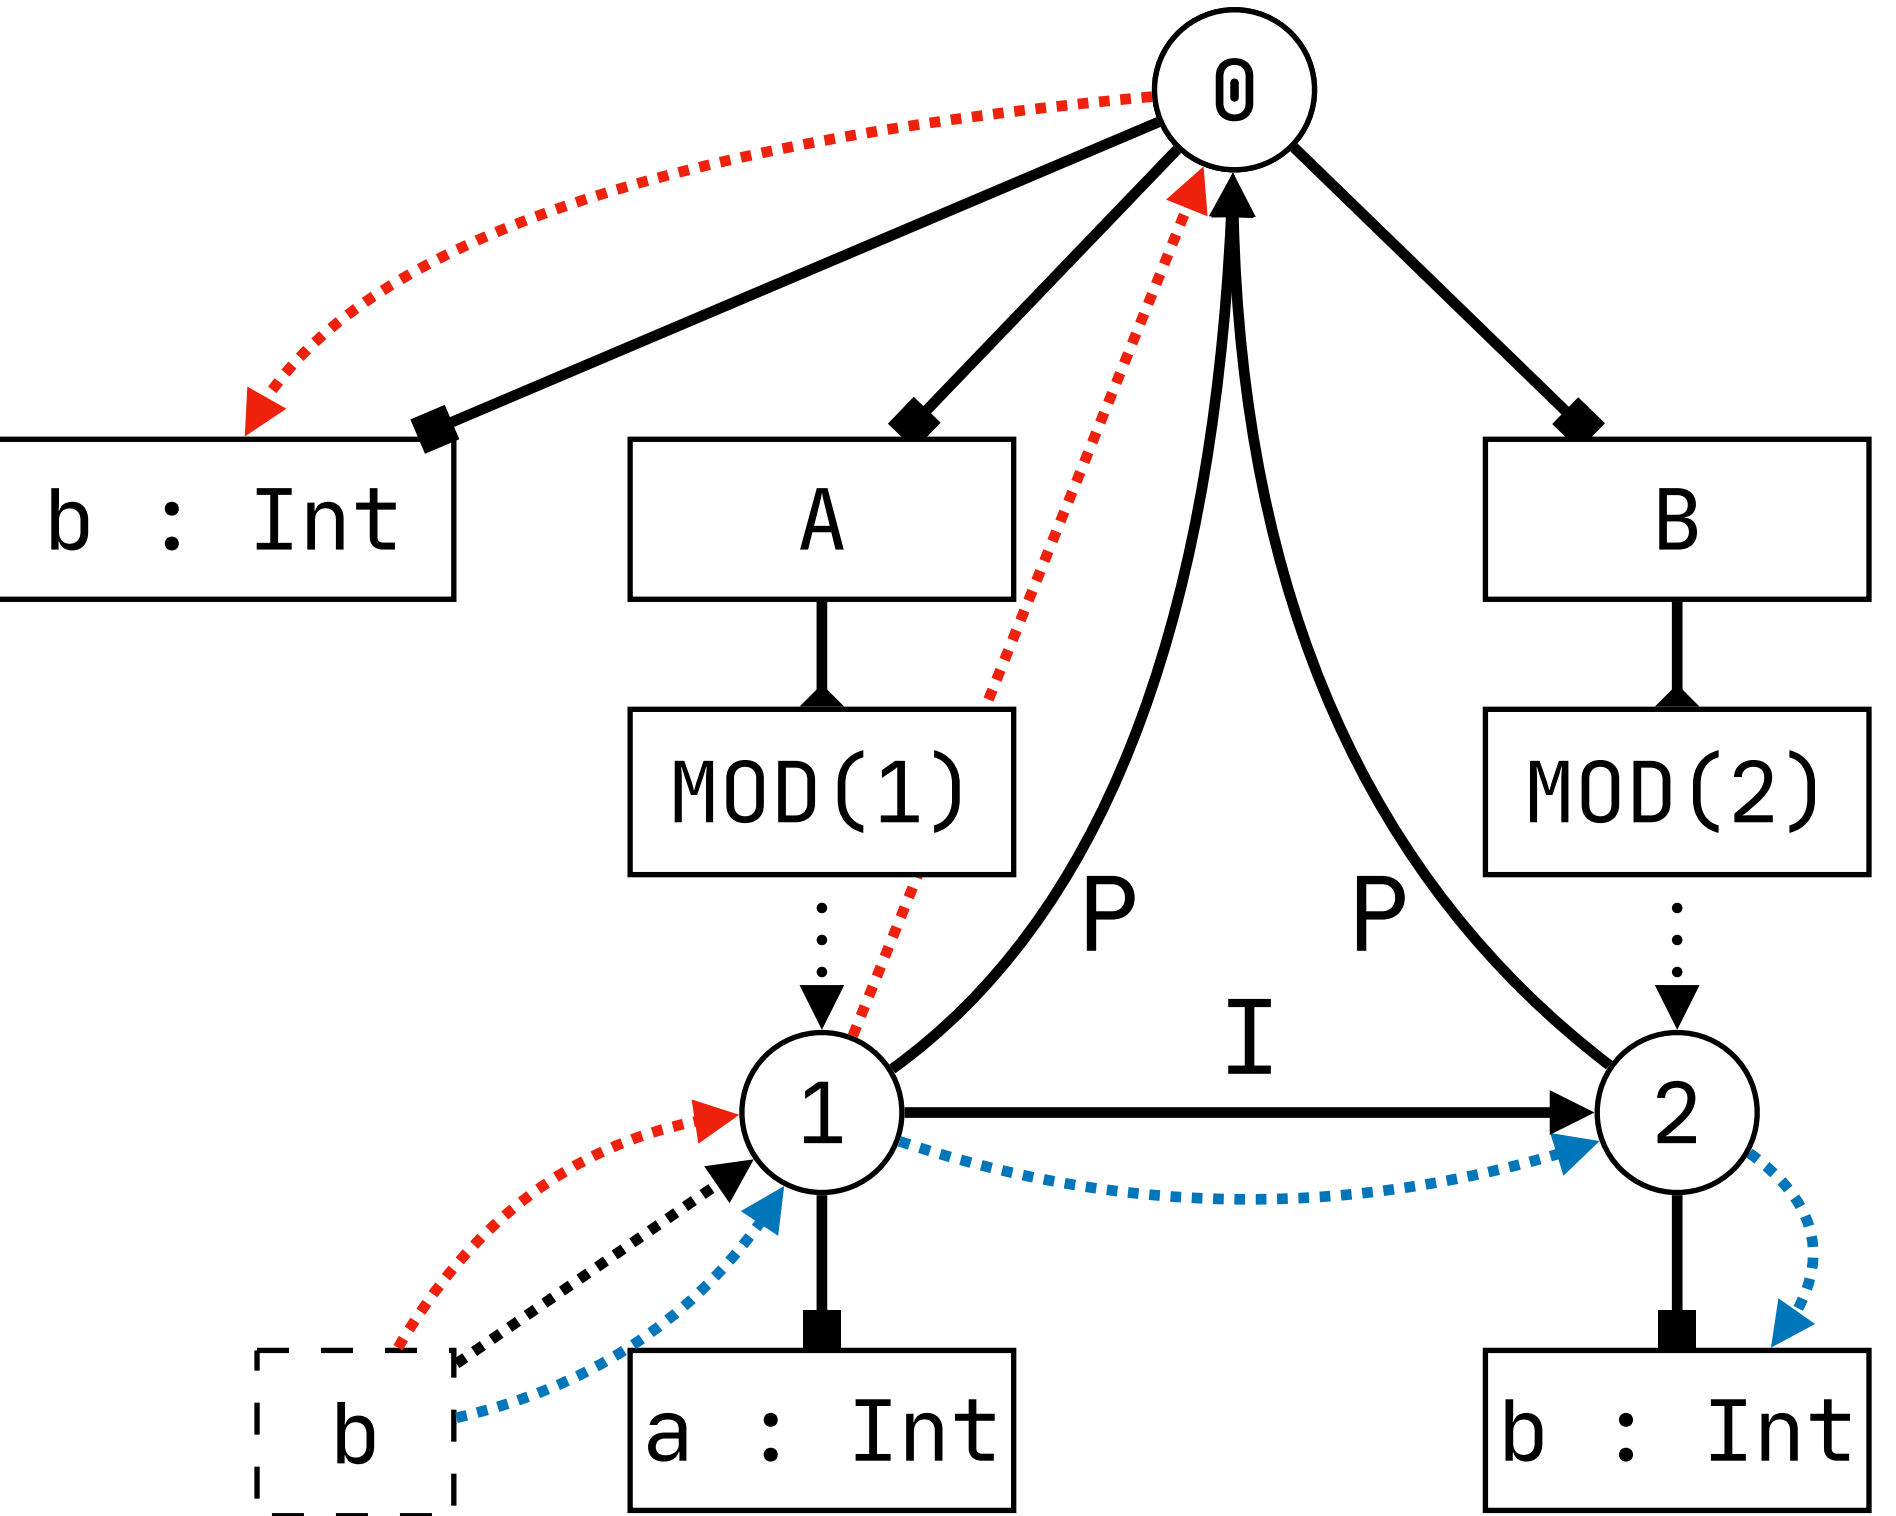 0
b : Int
A
B
MOD(1)
MOD(2)
P
P
I
1
2
b
a : Int
b : Int